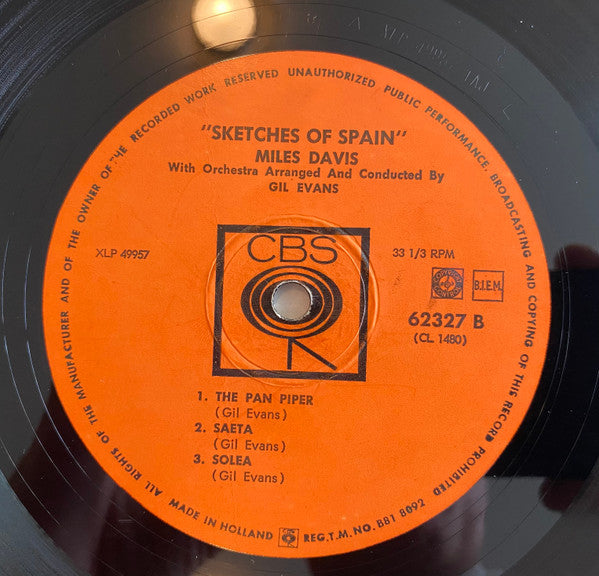 ALL RIGHTS OF THE MANUFACTURER AND OF THE OWNER OF THE RECORDED WORK RESERVED UNAUTHORIZED PUBLIC PERFORMANCE, BROADCASTING AND COPYING OF THIS RECORD PROHIBITED
"SKETCHES OF SPAIN"
MILES DAVIS
With Orchestra Arranged And Conducted By
GIL EVANS
CBS
XLP 49957
33 1/3 RPM
B.I.E.M.
62327 B
(CL 1480)
1. THE PAN PIPER
(Gil Evans)
2. SAETA
(Gil Evans)
3. SOLEA
(Gil Evans)
MADE IN HOLLAND REG.T.M.NO.BB1 8092